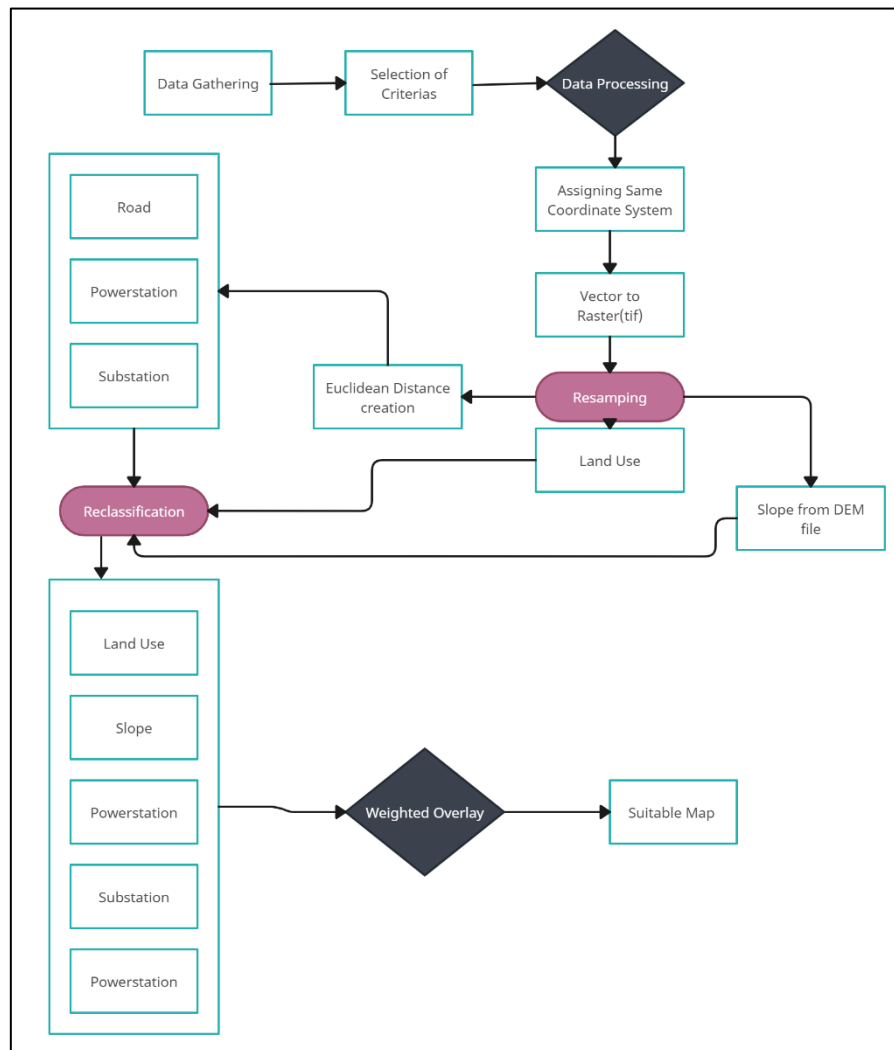 Data Gathering
Selection of
Criterias
Data Processing
Assigning Same
Coordinate System
Vector to
Raster(tif)
Resamping
Euclidean Distance
creation
Road
Powerstation
Substation
Land Use
Slope from DEM
file
Reclassification
Land Use
Slope
Powerstation
Substation
Powerstation
Weighted Overlay
Suitable Map